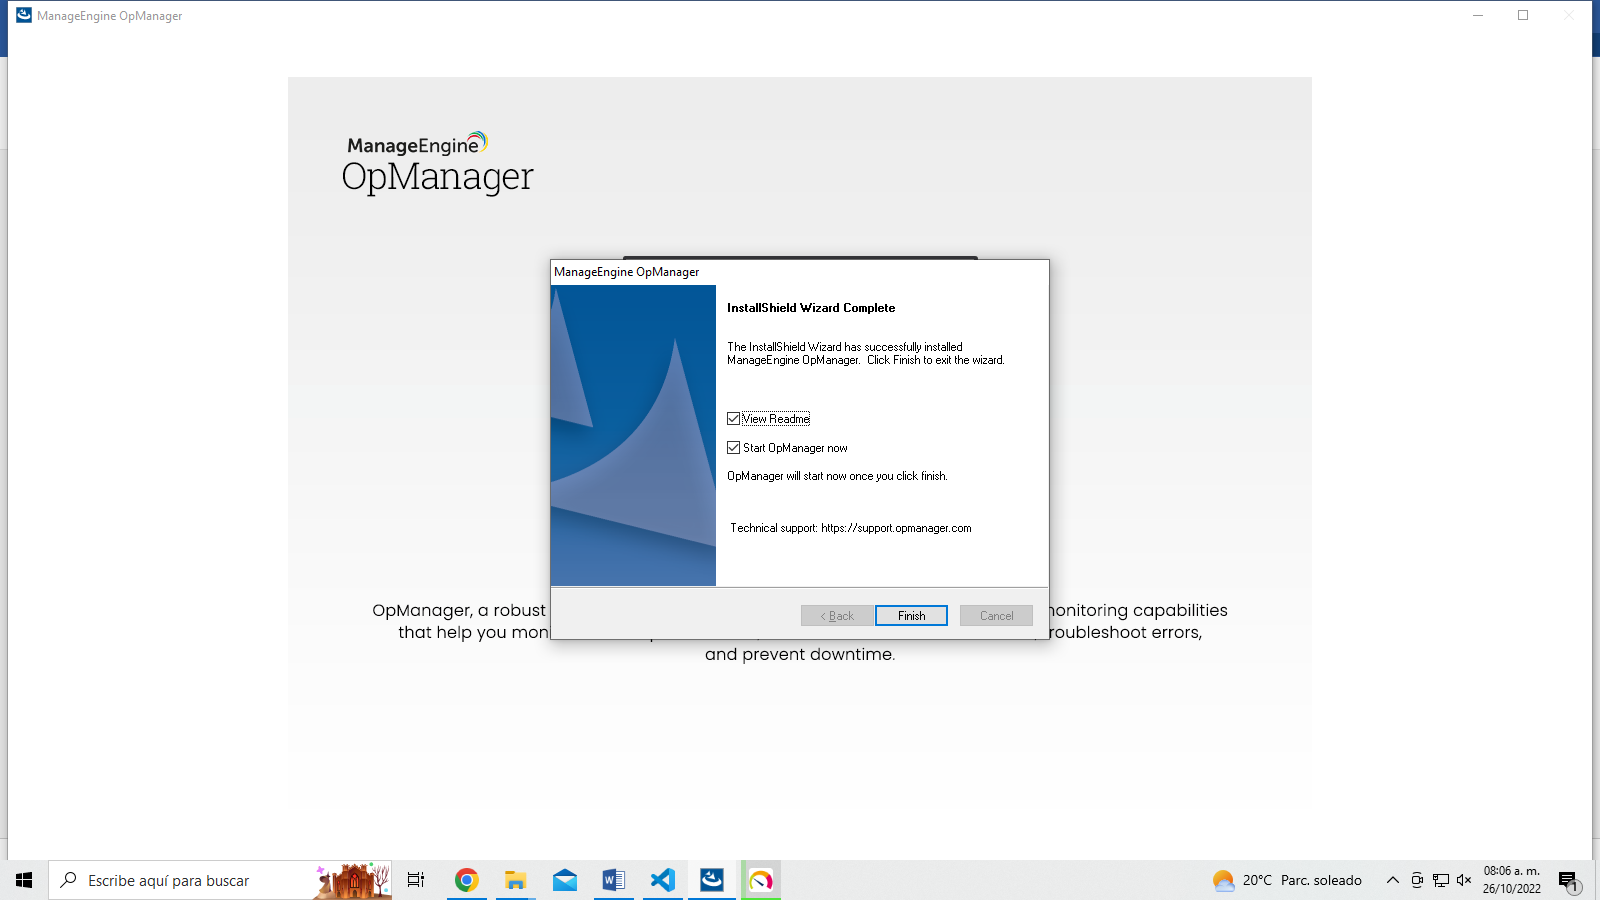 ManageEngine OpManager
ManageEngine
OpManager
ManageEngine OpManager
InstallShield Wizard Complete
The InstallShield Wizard has successfully installed
ManageEngine OpManager. Click Finish to exit the wizard.
View Readme
Start OpManager now
OpManager will start now once you click finish.
Technical support: https://support.opmanager.com
< Back
Finish
Cancel
OpManager, a robust onitoring capabilities
that help you mon roubleshoot errors,
and prevent downtime.
Escribe aquí para buscar
20°C Parc. soleado
08:06 a. m.
26/10/2022
1